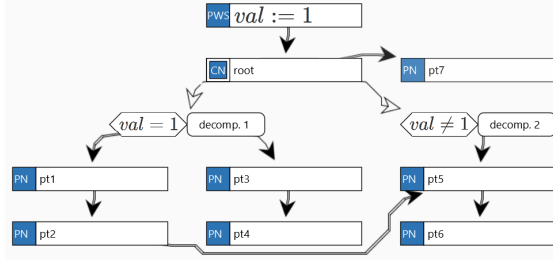 PWS val := 1
CN root
PN pt7
val = 1 decomp. 1
val ≠ 1 decomp. 2
PN pt1
PN pt3
PN pt5
PN pt2
PN pt4
PN pt6